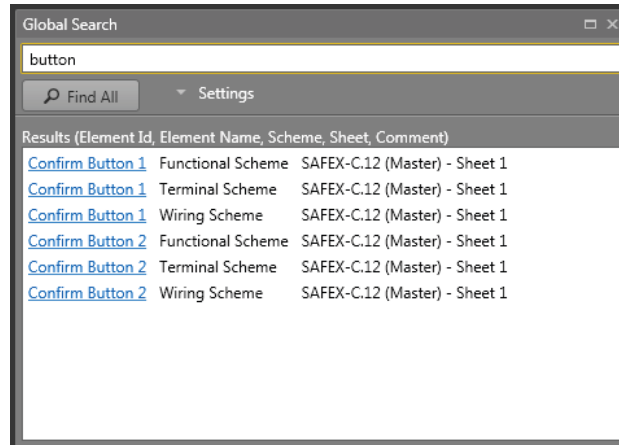 Global Search
button
Find All Settings
Results (Element Id, Element Name, Scheme, Sheet, Comment)
Confirm Button 1 Functional Scheme SAFEX-C.12 (Master) - Sheet 1
Confirm Button 1 Terminal Scheme SAFEX-C.12 (Master) - Sheet 1
Confirm Button 1 Wiring Scheme SAFEX-C.12 (Master) - Sheet 1
Confirm Button 2 Functional Scheme SAFEX-C.12 (Master) - Sheet 1
Confirm Button 2 Terminal Scheme SAFEX-C.12 (Master) - Sheet 1
Confirm Button 2 Wiring Scheme SAFEX-C.12 (Master) - Sheet 1